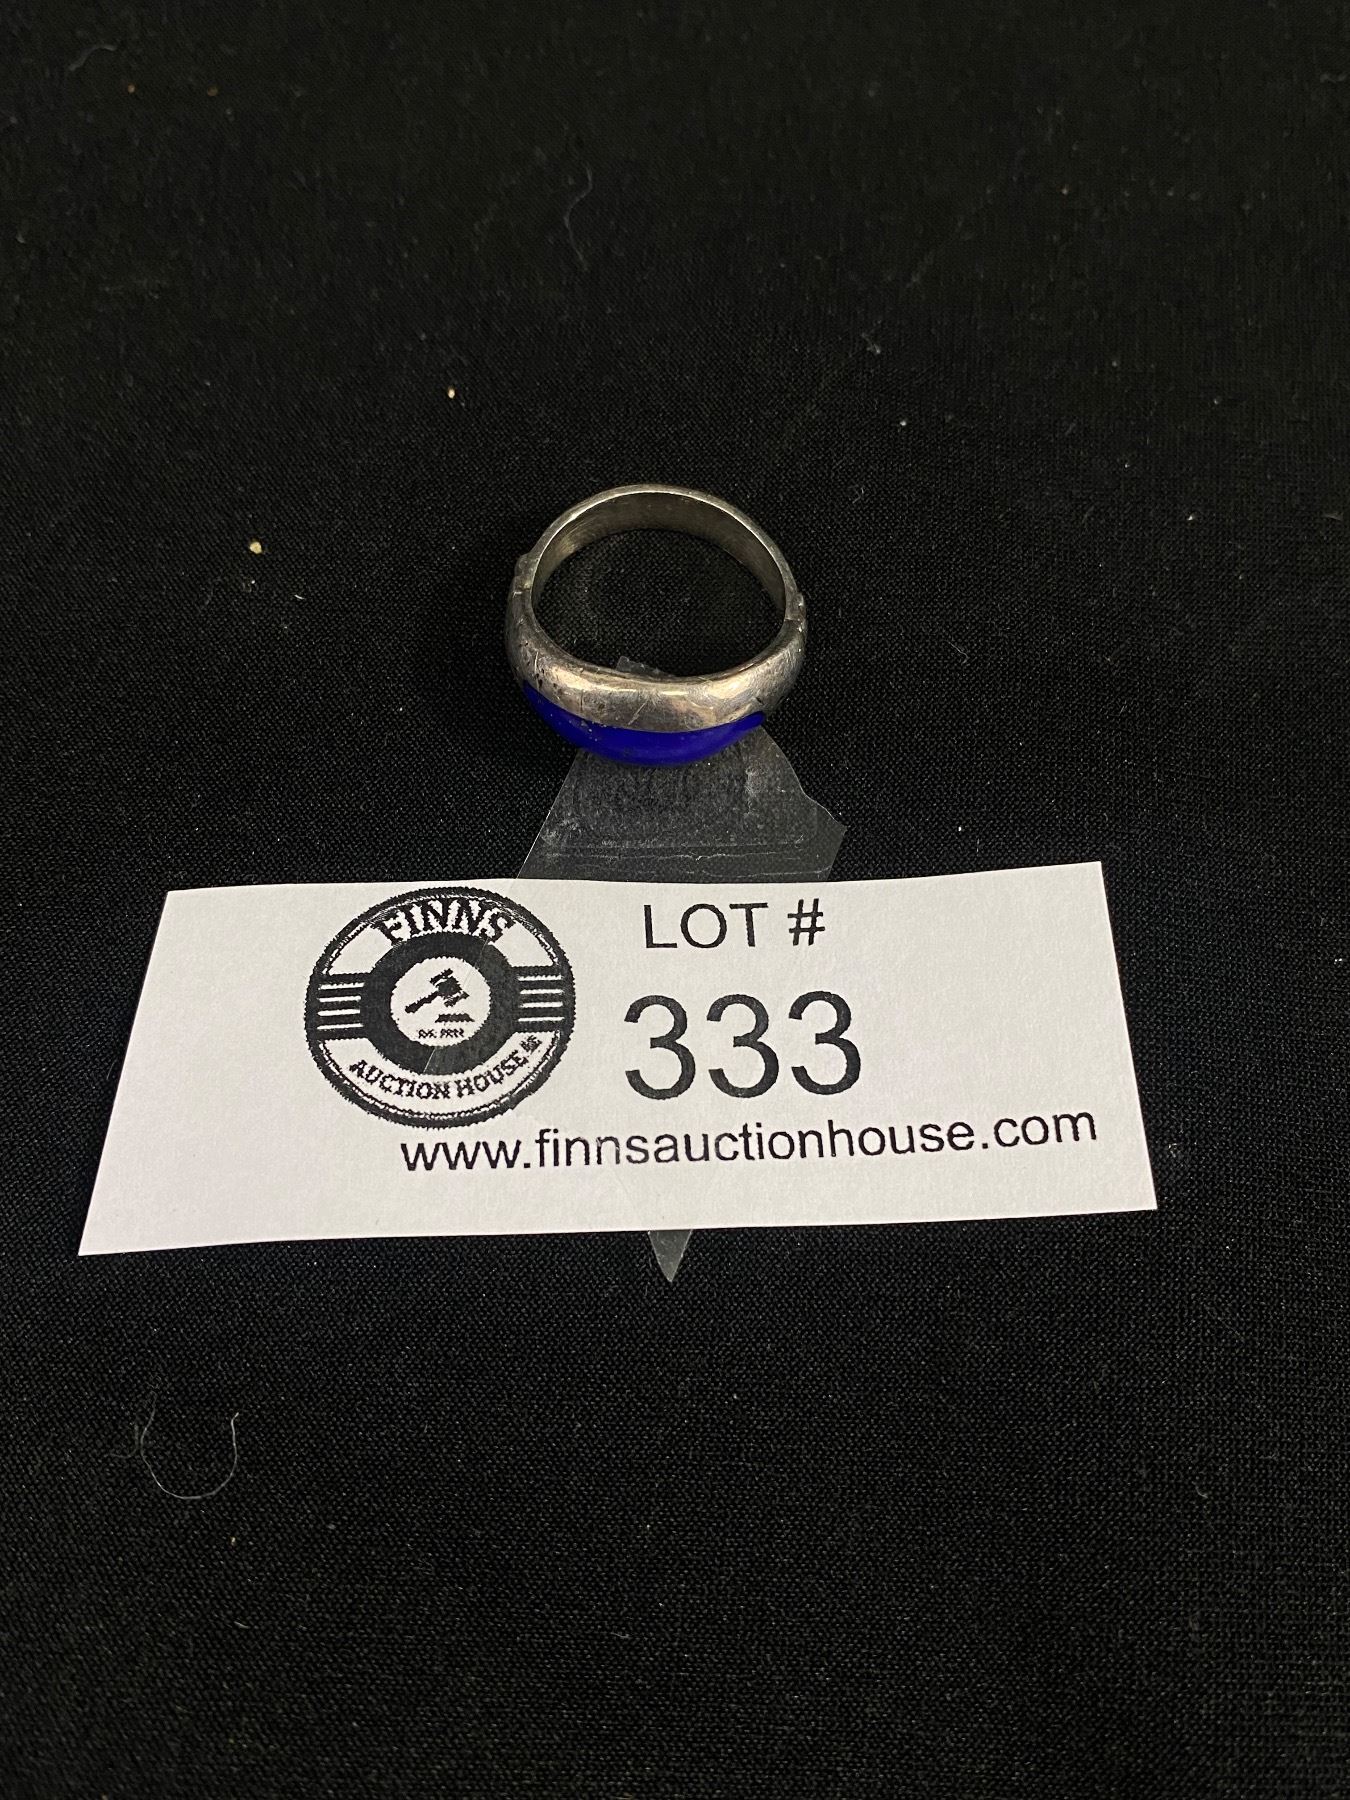 FINNS
AUCTION HOUSE
LOT #
333
www.finnsauctionhouse.com